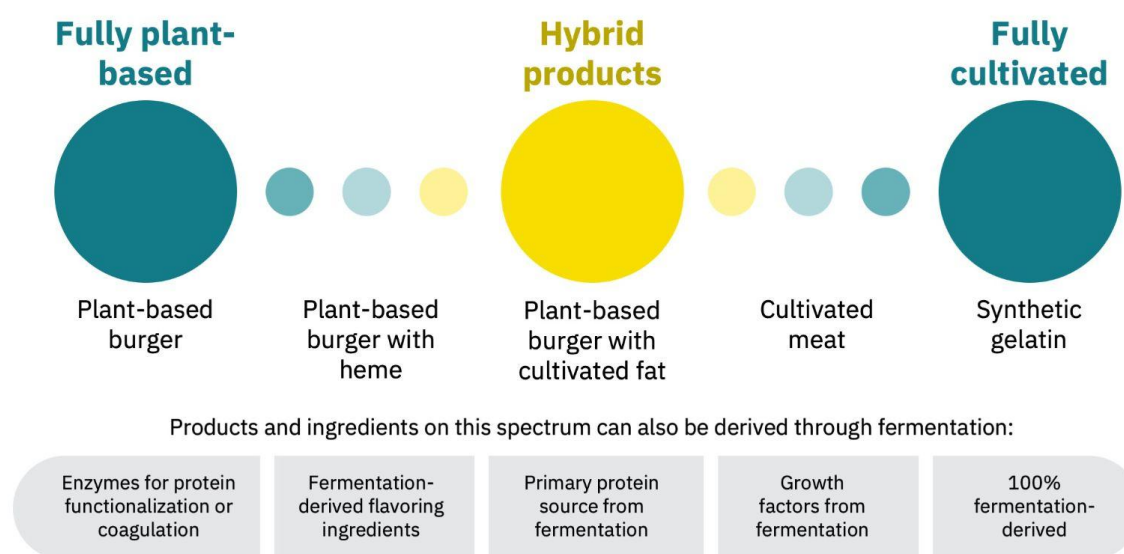 Fully plant-
based
Hybrid
products
Fully
cultivated
Plant-based
burger
Plant-based
burger with
heme
Plant-based
burger with
cultivated fat
Cultivated
meat
Synthetic
gelatin
Products and ingredients on this spectrum can also be derived through fermentation:
Enzymes for protein
functionalization or
coagulation
Fermentation-
derived flavoring
ingredients
Primary protein
source from
fermentation
Growth
factors from
fermentation
100%
fermentation-
derived